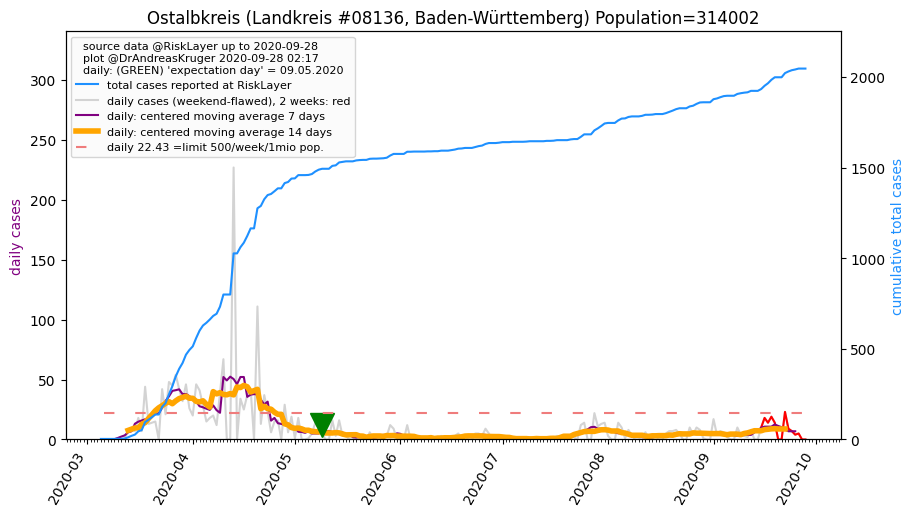 Ostalbkreis (Landkreis #08136, Baden-Württemberg) Population=314002
source data @RiskLayer up to 2020-09-28
plot @DrAndreasKruger 2020-09-28 02:17
daily: (GREEN) 'expectation day' = 09.05.2020
total cases reported at RiskLayer
daily cases (weekend-flawed), 2 weeks: red
daily: centered moving average 7 days
daily: centered moving average 14 days
daily 22.43 =limit 500/week/1mio pop.
daily cases
300
250
200
150
100
50
0
cumulative total cases
2000
1500
1000
500
0
2020-03
2020-04
2020-05
2020-06
2020-07
2020-08
2020-09
2020-10